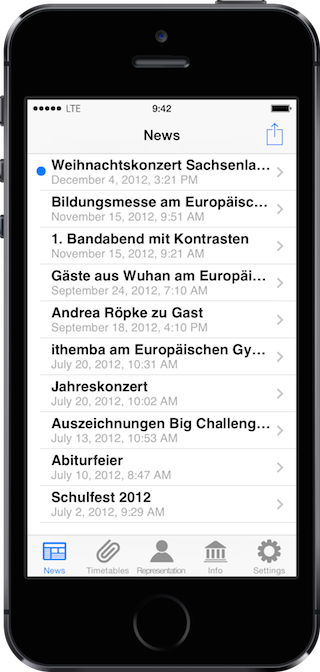 LTE 9:42
News
Weihnachtskonzert Sachsenla…
December 4, 2012, 3:21 PM
Bildungsmesse am Europäisc…
November 15, 2012, 9:51 AM
1. Bandabend mit Kontrasten
November 15, 2012, 9:21 AM
Gäste aus Wuhan am Europäi…
September 24, 2012, 7:10 AM
Andrea Röpke zu Gast
September 18, 2012, 4:10 PM
ithemba am Europäischen Gy…
July 20, 2012, 10:31 AM
Jahreskonzert
July 20, 2012, 10:02 AM
Auszeichnungen Big Challeng…
July 13, 2012, 10:53 AM
Abiturfeier
July 10, 2012, 8:47 AM
Schulfest 2012
July 2, 2012, 9:29 AM
News Timetables Representation Info Settings